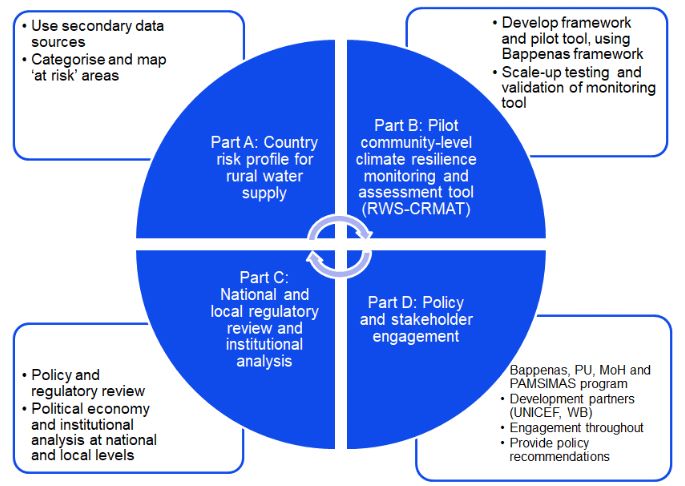 • Use secondary data
sources
• Categorise and map
‘at risk’ areas
• Develop framework
and pilot tool, using
Bappenas framework
• Scale-up testing and
validation of monitoring
tool
Part A: Country
risk profile for
rural water
supply
Part B: Pilot
community-level
climate resilience
monitoring and
assessment tool
(RWS-CRMAT)
Part C:
National and
local regulatory
review and
institutional
analysis
Part D: Policy
and stakeholder
engagement
• Policy and
regulatory review
• Political economy
and institutional
analysis at national
and local levels
Bappenas, PU, MoH and
PAMSIMAS program
• Development partners
(UNICEF, WB)
• Engagement throughout
• Provide policy
recommendations